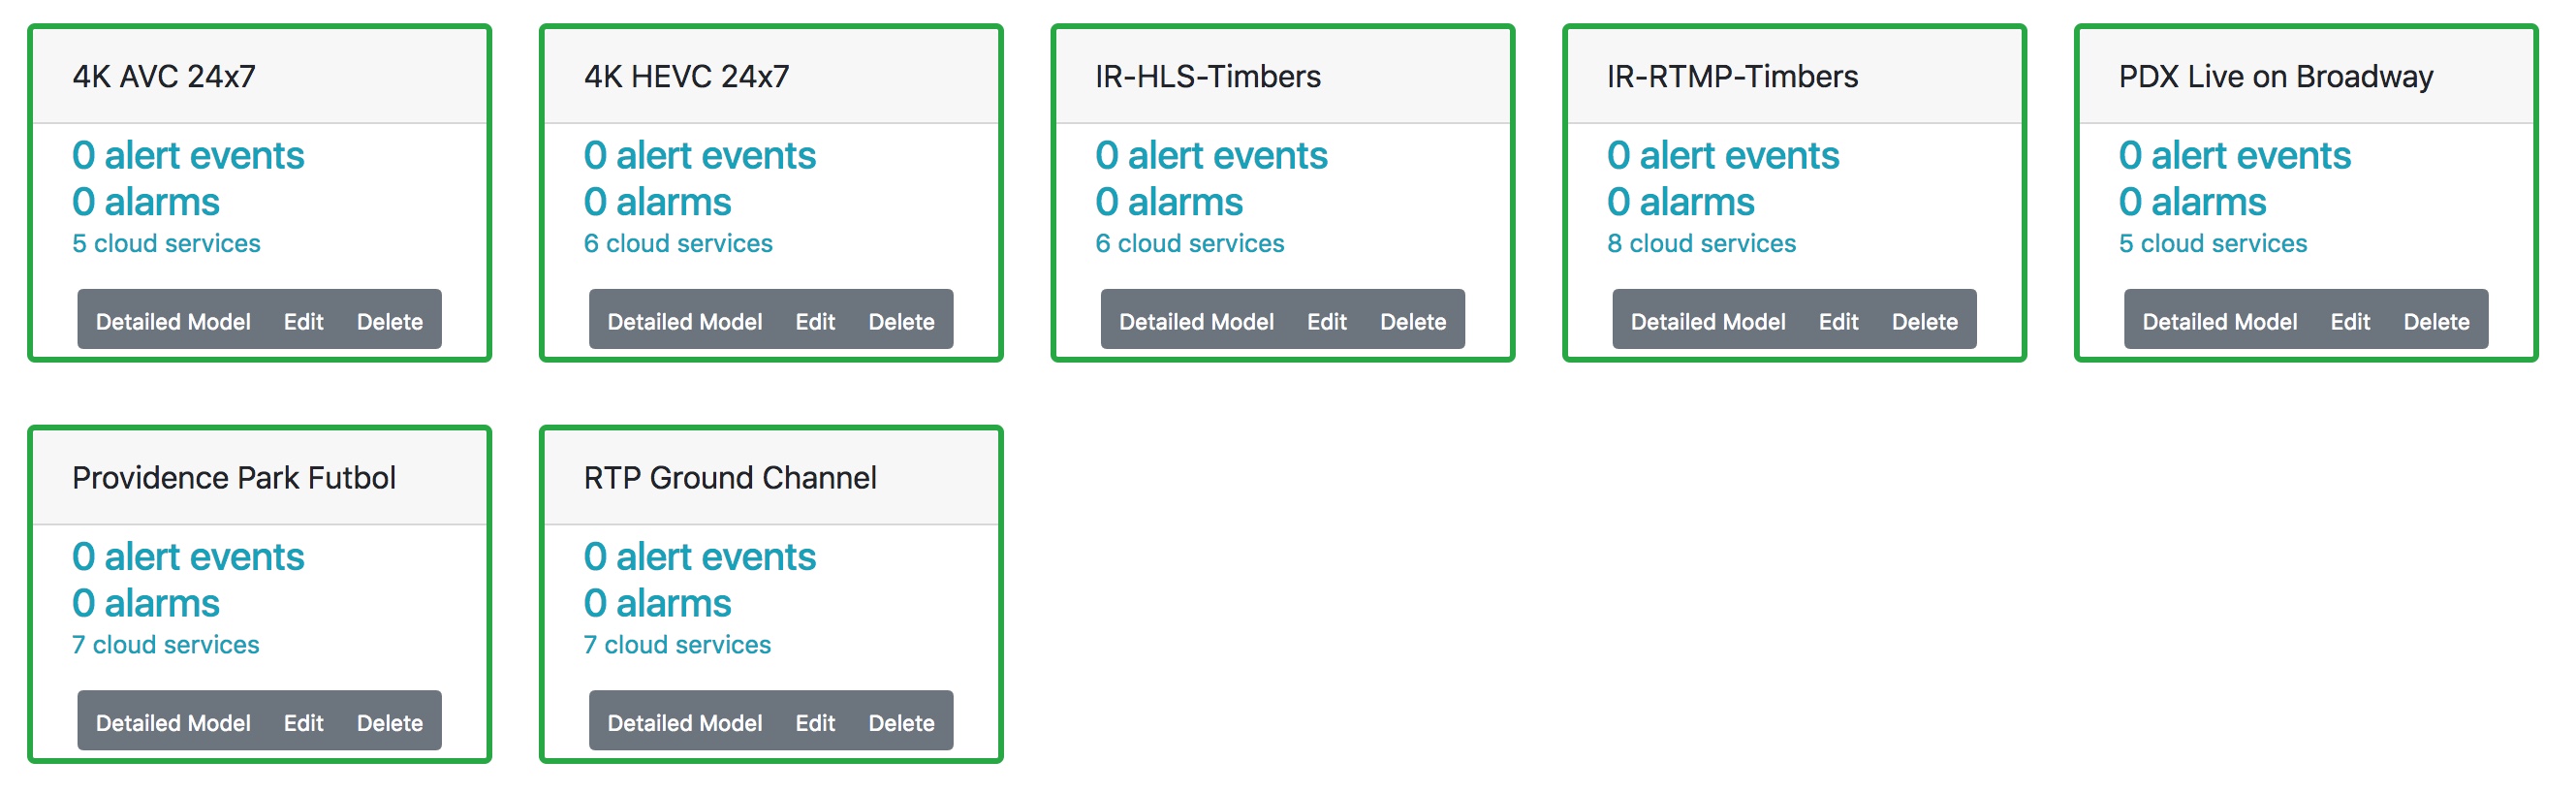 4K AVC 24x7
0 alert events
0 alarms
5 cloud services
Detailed Model Edit Delete
4K HEVC 24x7
0 alert events
0 alarms
6 cloud services
Detailed Model Edit Delete
IR-HLS-Timbers
0 alert events
0 alarms
6 cloud services
Detailed Model Edit Delete
IR-RTMP-Timbers
0 alert events
0 alarms
8 cloud services
Detailed Model Edit Delete
PDX Live on Broadway
0 alert events
0 alarms
5 cloud services
Detailed Model Edit Delete
Providence Park Futbol
0 alert events
0 alarms
7 cloud services
Detailed Model Edit Delete
RTP Ground Channel
0 alert events
0 alarms
7 cloud services
Detailed Model Edit Delete